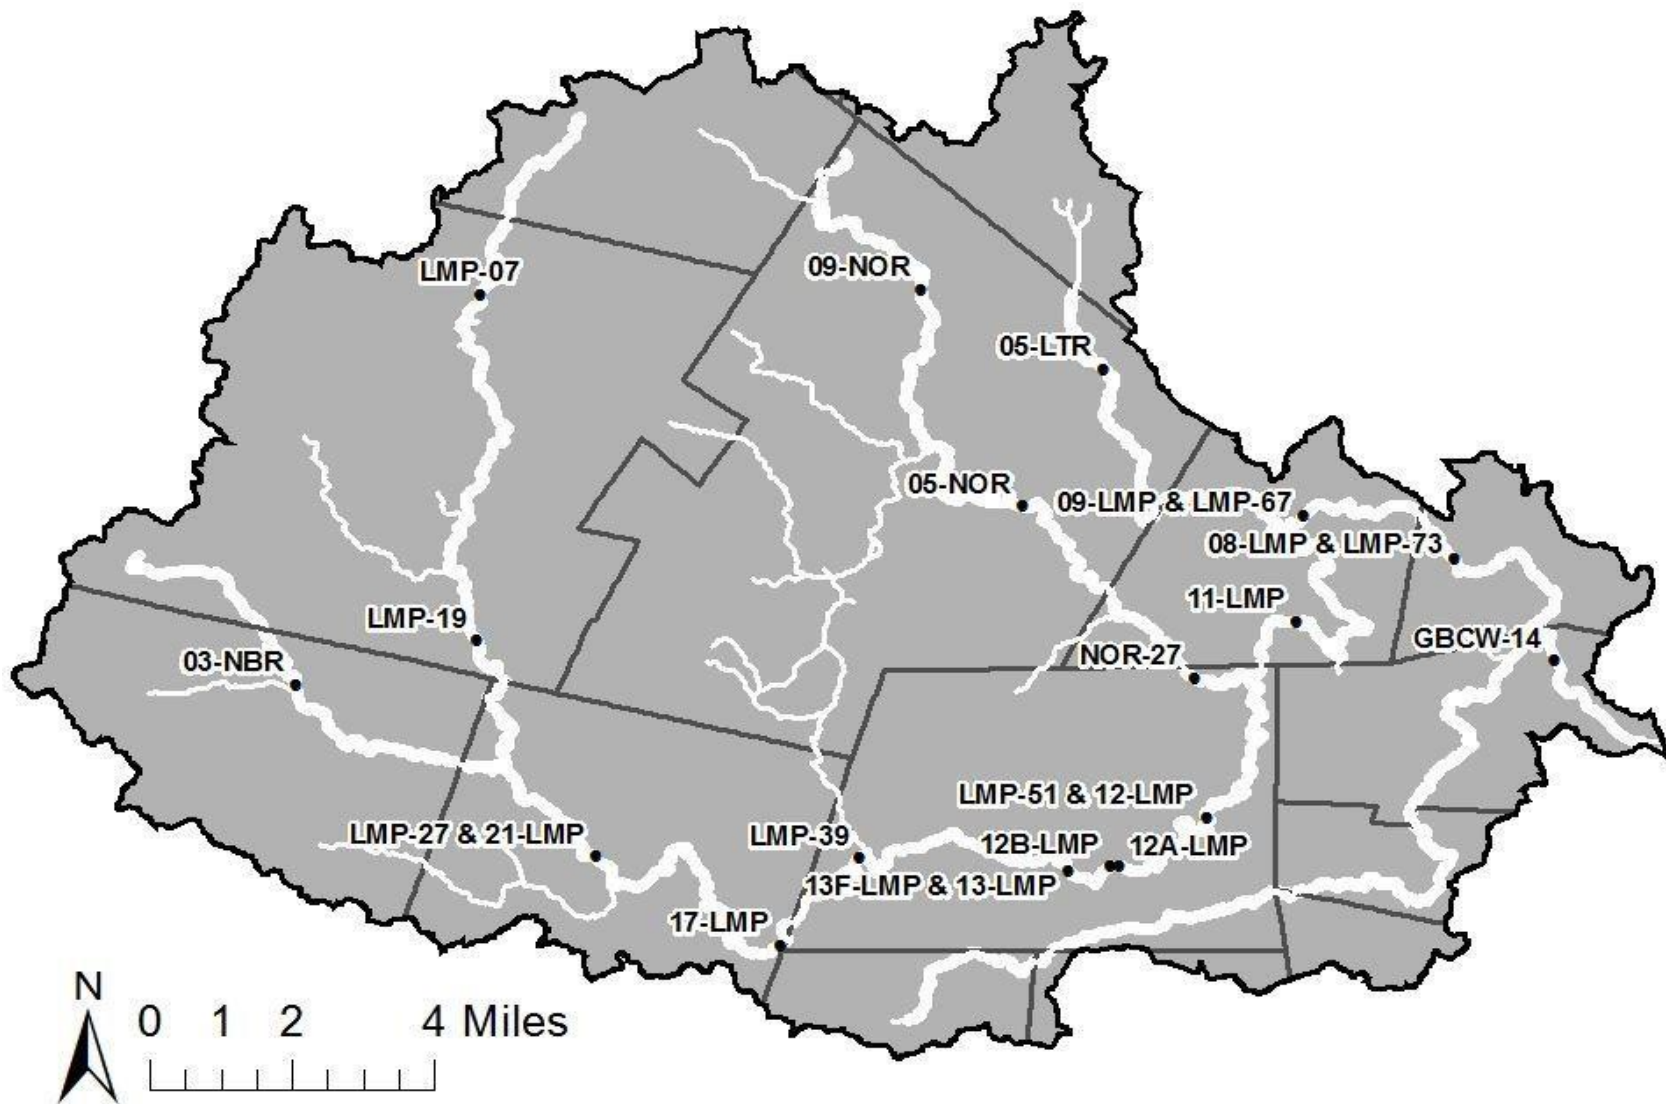 LMP-07
09-NOR
05-LTR
05-NOR
09-LMP & LMP-67
08-LMP & LMP-73
11-LMP
LMP-19
GBCW-14
03-NBR
NOR-27
LMP-51 & 12-LMP
LMP-27 & 21-LMP
LMP-39
12B-LMP
12A-LMP
13F-LMP & 13-LMP
17-LMP
N
0 1 2 4 Miles